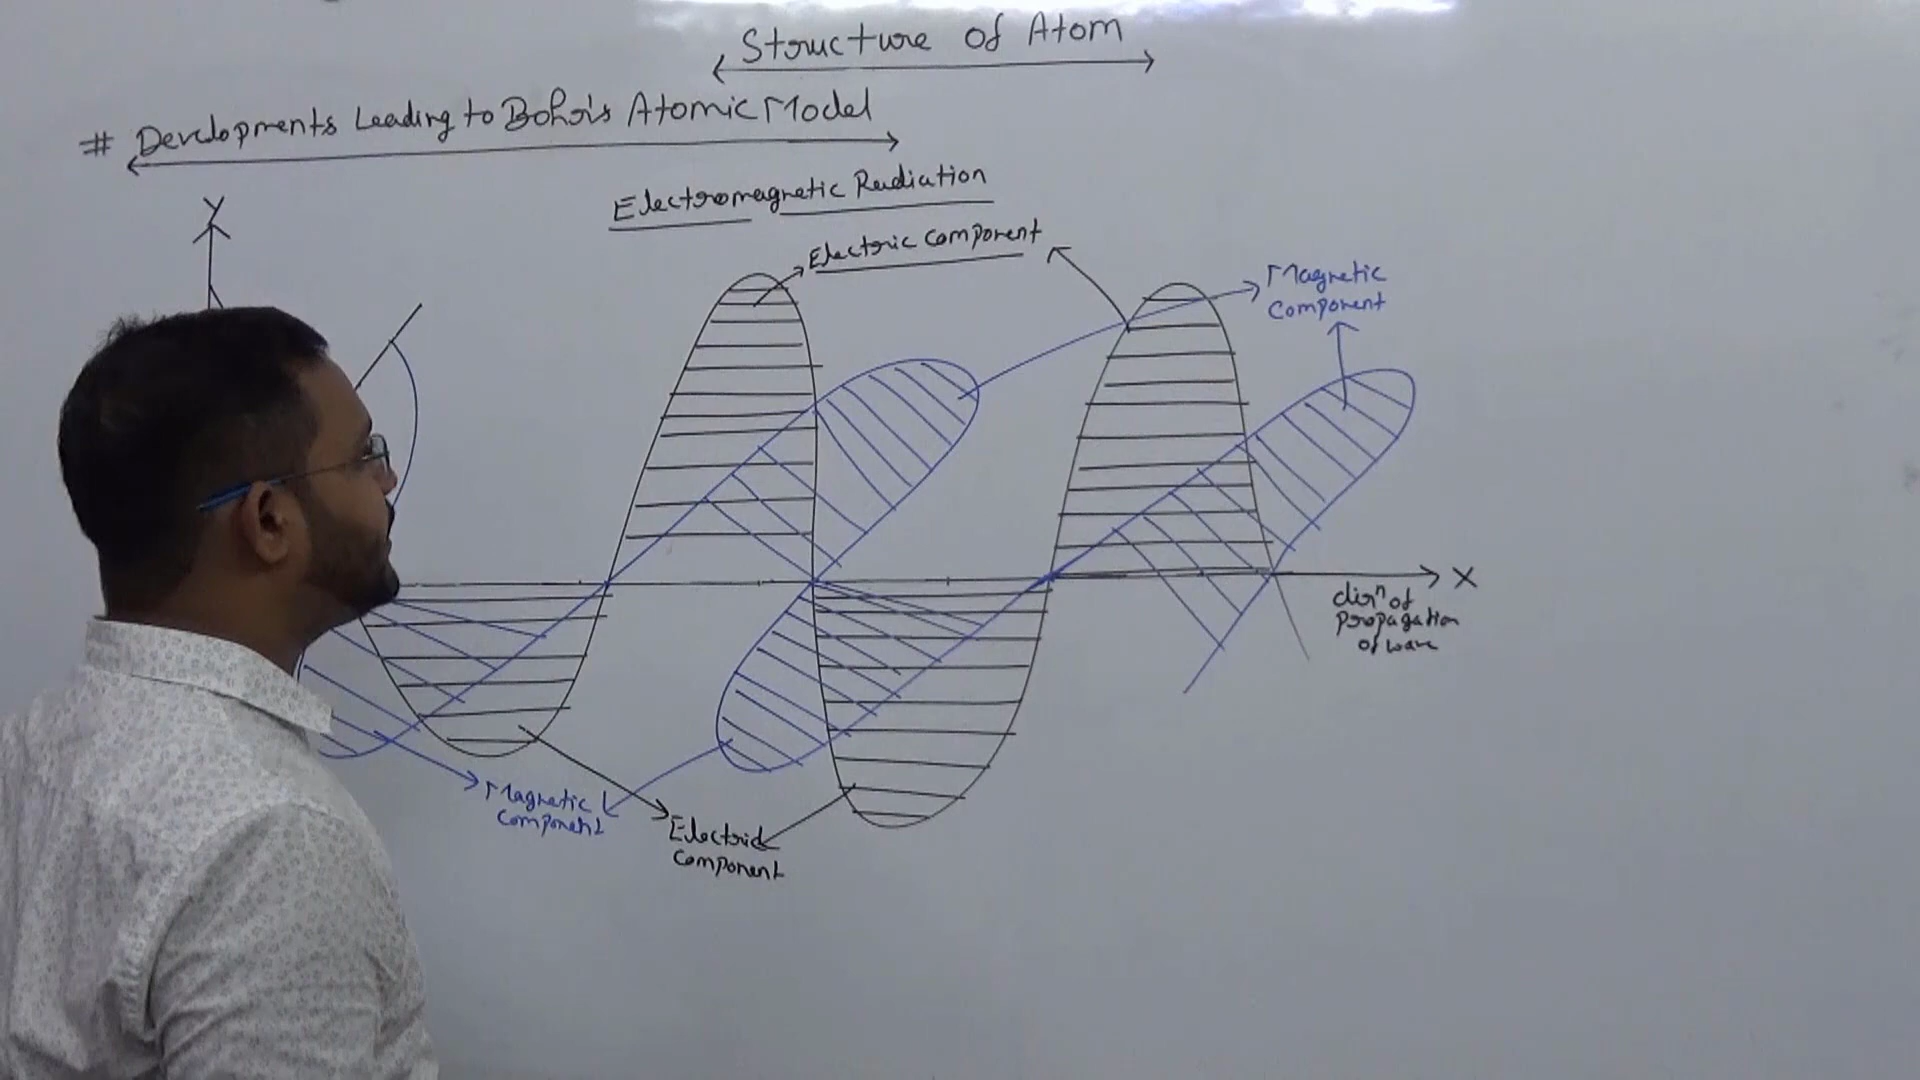 Structure of Atom
# Developments Leading to Bohr's Atomic Model
Electromagnetic Radiation
Y
Electric component
Magnetic
Component
X
dirⁿ of
propagation
of wave
Magnetic
component
Electric
component